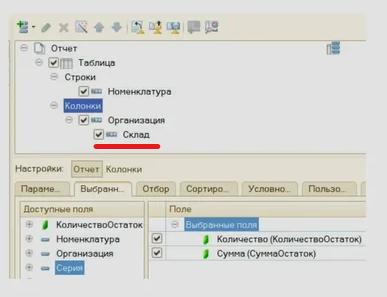 Отчет
Таблица
Строки
Номенклатура
Колонки
Организация
Склад
Настройки: Отчет Колонки
Параме... Выбранн... Отбор Сортиро... Условно... Пользо...
Доступные поля
КоличествоОстаток
Номенклатура
Организация
Серия
Поле
Выбранные поля
Количество (КоличествоОстаток)
Сумма (СуммаОстаток)